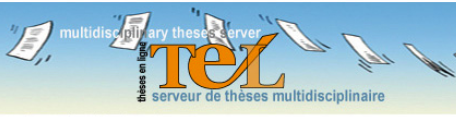 multidisciplinary theses server
thèses en ligne
TEL
serveur de thèses multidisciplinaire